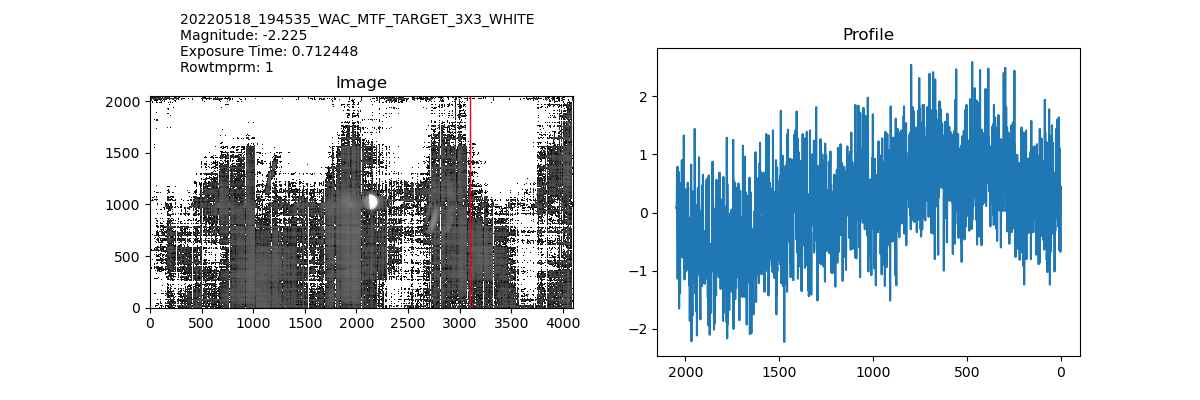 20220518_194535_WAC_MTF_TARGET_3X3_WHITE
Magnitude: -2.225
Exposure Time: 0.712448
Rowtmprm: 1
Image
2000
1500
1000
500
0
0 500 1000 1500 2000 2500 3000 3500 4000
Profile
2
1
0
−1
−2
2000 1500 1000 500 0